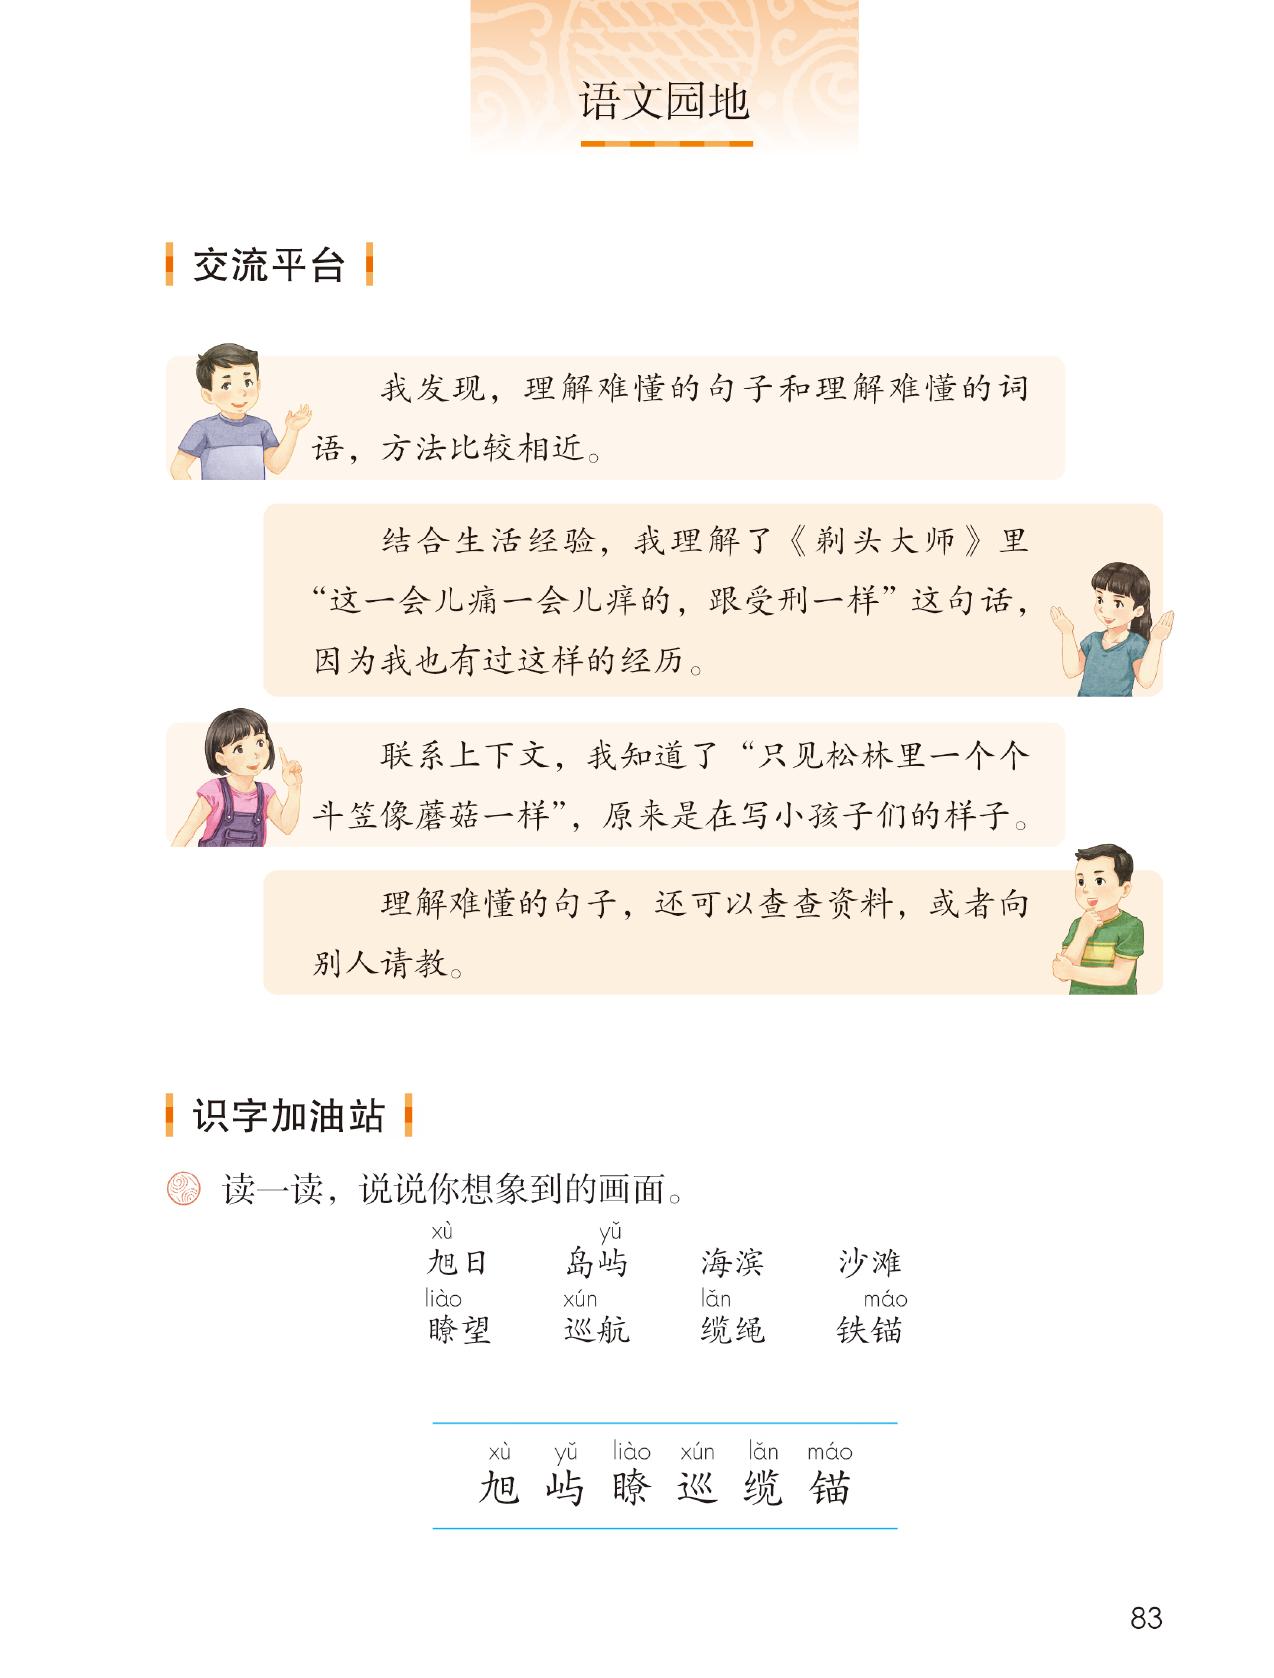 语文园地
交流平台
我发现，理解难懂的句子和理解难懂的词
语，方法比较相近。
结合生活经验，我理解了《剃头大师》里
“这一会儿痛一会儿痒的，跟受刑一样”这句话，
因为我也有过这样的经历。
联系上下文，我知道了“只见松林里一个个
斗笠像蘑菇一样”，原来是在写小孩子们的样子。
理解难懂的句子，还可以查查资料，或者向
别人请教。
识字加油站
读一读，说说你想象到的画面。
xù yǔ
旭日 岛屿 海滨 沙滩
liào xún lǎn máo
瞭望 巡航 缆绳 铁锚
xù yǔ liào xún lǎn máo
旭 屿 瞭 巡 缆 锚
83